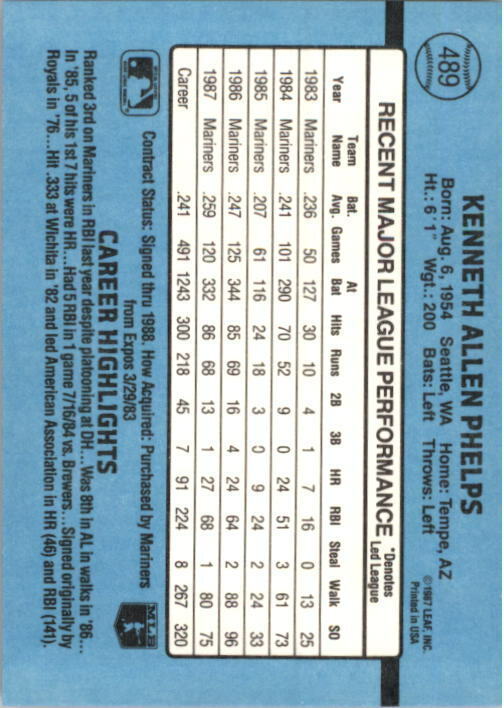 489
KENNETH ALLEN PHELPS
Born: Aug. 6, 1954 Seattle, WA Home: Tempe, AZ
Ht.: 6' 1" Wgt.: 200 Bats: Left Throws: Left
©1987 LEAF, INC.
Printed in USA
RECENT MAJOR LEAGUE PERFORMANCE *Denotes Led League
Year Team Name Bat. Avg. Games At Bat Hits Runs 2B 3B HR RBI Steal Walk SO
1983 Mariners .236 50 127 30 10 4 1 7 16 0 13 25
1984 Mariners .241 101 290 70 52 9 0 24 51 3 61 73
1985 Mariners .207 61 116 24 18 3 0 9 24 2 24 33
1986 Mariners .247 125 344 85 69 16 4 24 64 2 88 96
1987 Mariners .259 120 332 86 68 13 1 27 68 1 80 75
Career .241 491 1243 300 218 45 7 91 224 8 267 320
Contract Status: Signed thru 1988. How Acquired: Purchased by Mariners
from Expos 3/29/83
MLB
CAREER HIGHLIGHTS
Ranked 3rd on Mariners in RBI last year despite platooning at DH...Was 8th in AL in walks in '86...
In '85, 5 of his 1st 7 hits were HR...Had 5 RBI in 1 game 7/16/84 vs. Brewers...Signed originally by
Royals in '76...Hit .333 at Wichita in '82 and led American Association in HR (46) and RBI (141).